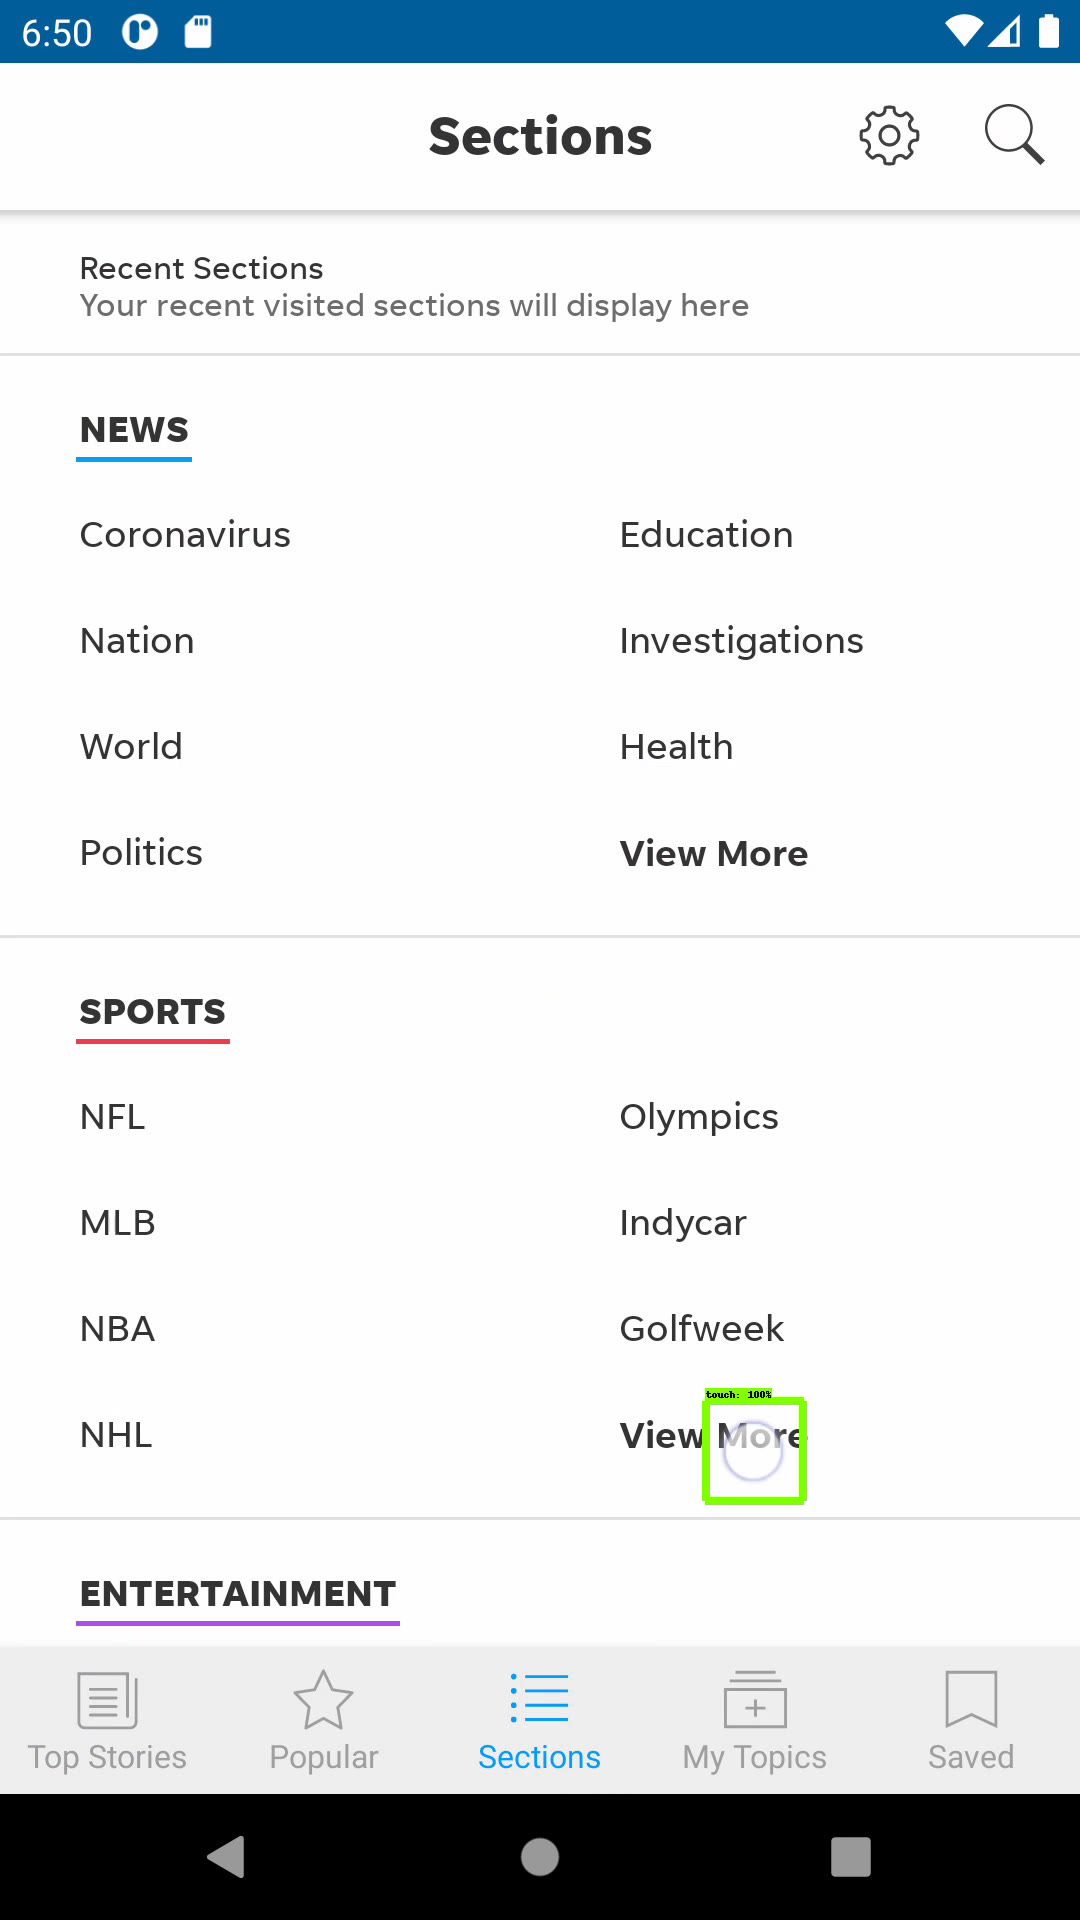 6:50
Sections
Recent Sections
Your recent visited sections will display here
NEWS
Coronavirus Education
Nation Investigations
World Health
Politics View More
SPORTS
NFL Olympics
MLB Indycar
NBA Golfweek
touch: 100%
NHL View More
ENTERTAINMENT
Top Stories Popular Sections My Topics Saved